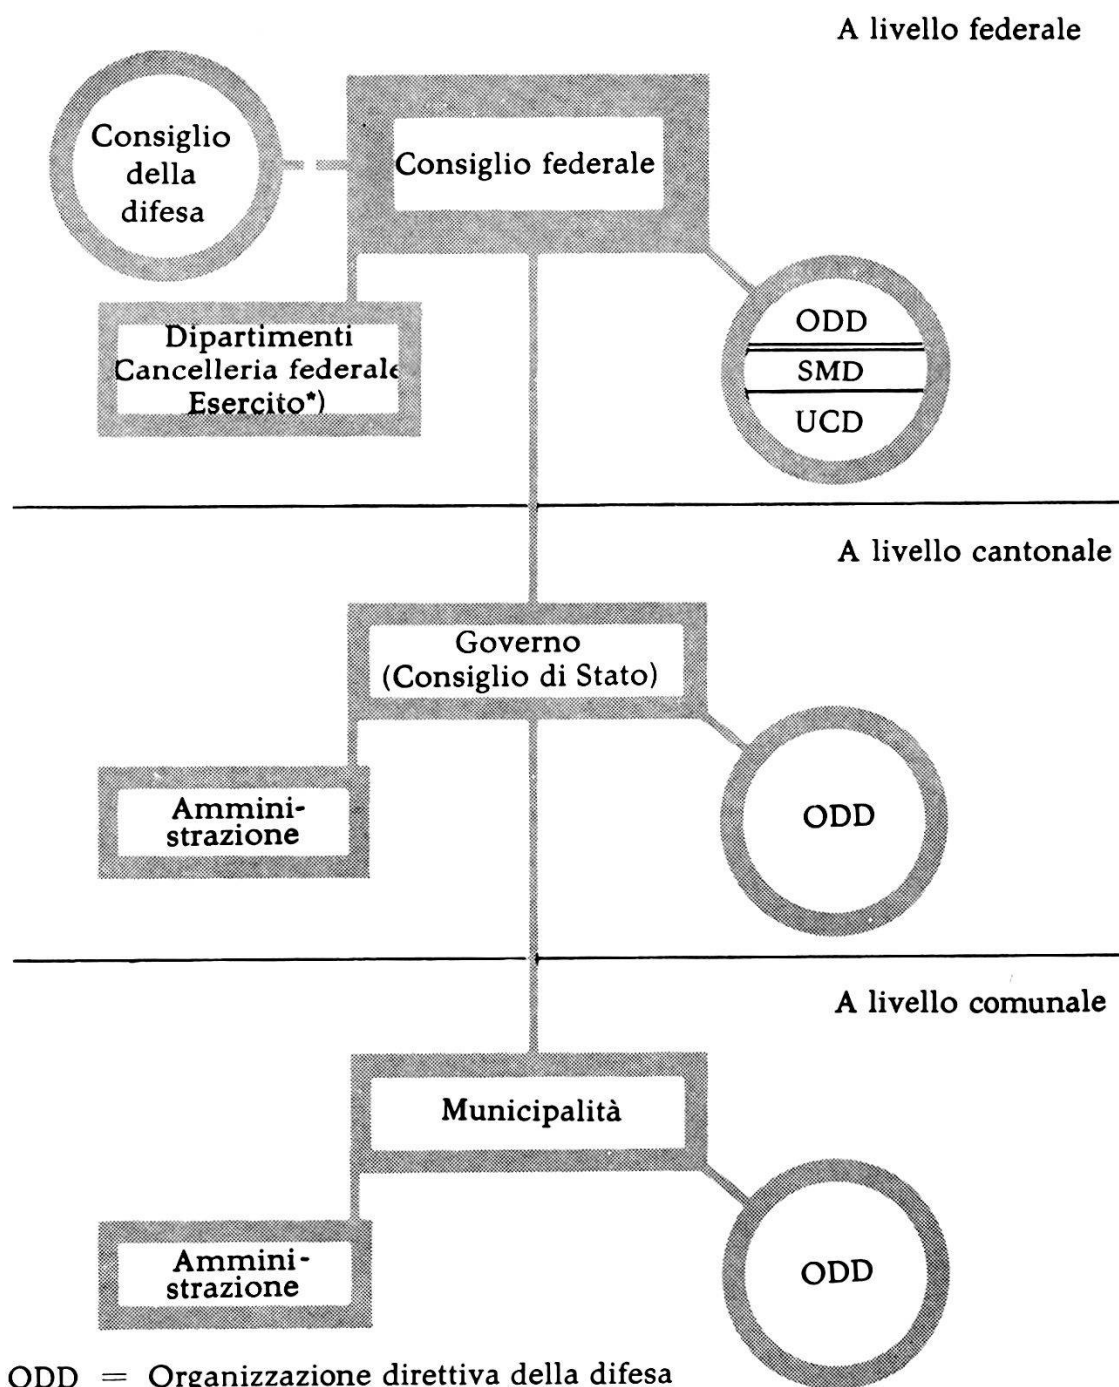 A livello federale
Consiglio
della
difesa
Consiglio federale
Dipartimenti
Cancelleria federale
Esercito*)
ODD
SMD
UCD
A livello cantonale
Governo
(Consiglio di Stato)
Ammini-
strazione
ODD
A livello comunale
Municipalità
Ammini-
strazione
ODD
ODD = Organizzazione direttiva della difesa